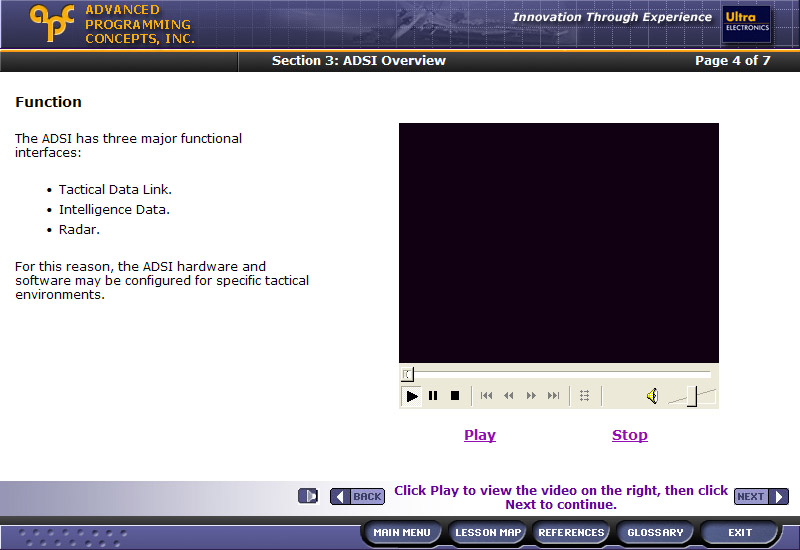 apc
ADVANCED
PROGRAMMING
CONCEPTS, INC.
Innovation Through Experience
Ultra
ELECTRONICS
Section 3: ADSI Overview
Page 4 of 7
Function
The ADSI has three major functional
interfaces:
• Tactical Data Link.
• Intelligence Data.
• Radar.
For this reason, the ADSI hardware and
software may be configured for specific tactical
environments.
Play
Stop
BACK
Click Play to view the video on the right, then click
Next to continue.
NEXT
MAIN MENU
LESSON MAP
REFERENCES
GLOSSARY
EXIT